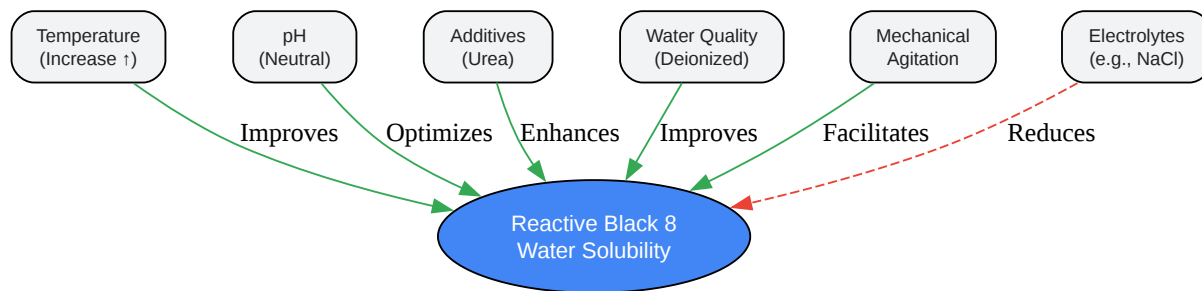 Temperature
(Increase ↑)
pH
(Neutral)
Additives
(Urea)
Water Quality
(Deionized)
Mechanical
Agitation
Electrolytes
(e.g., NaCl)
Improves
Optimizes
Enhances
Improves
Facilitates
Reduces
Reactive Black 8
Water Solubility